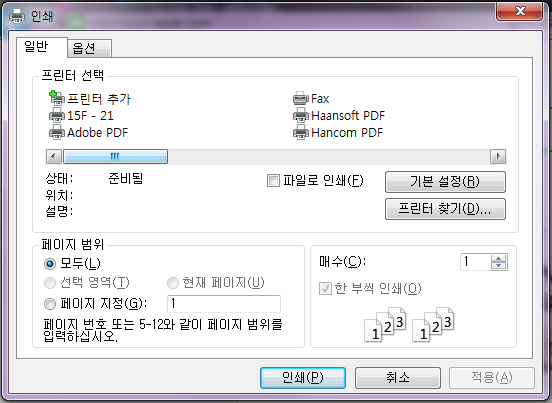 인쇄
일반 옵션
프린터 선택
프린터 추가 Fax
15F - 21 Haansoft PDF
Adobe PDF Hancom PDF
상태: 준비됨 파일로 인쇄(F) 기본 설정(R)
위치:
설명: 프린터 찾기(D)...
페이지 범위
모두(L)
선택 영역(T) 현재 페이지(U)
페이지 지정(G): 1
페이지 번호 또는 5-12와 같이 페이지 범위를
입력하십시오.
매수(C): 1
한 부씩 인쇄(O)
1 2 3 1 2 3
인쇄(P) 취소 적용(A)